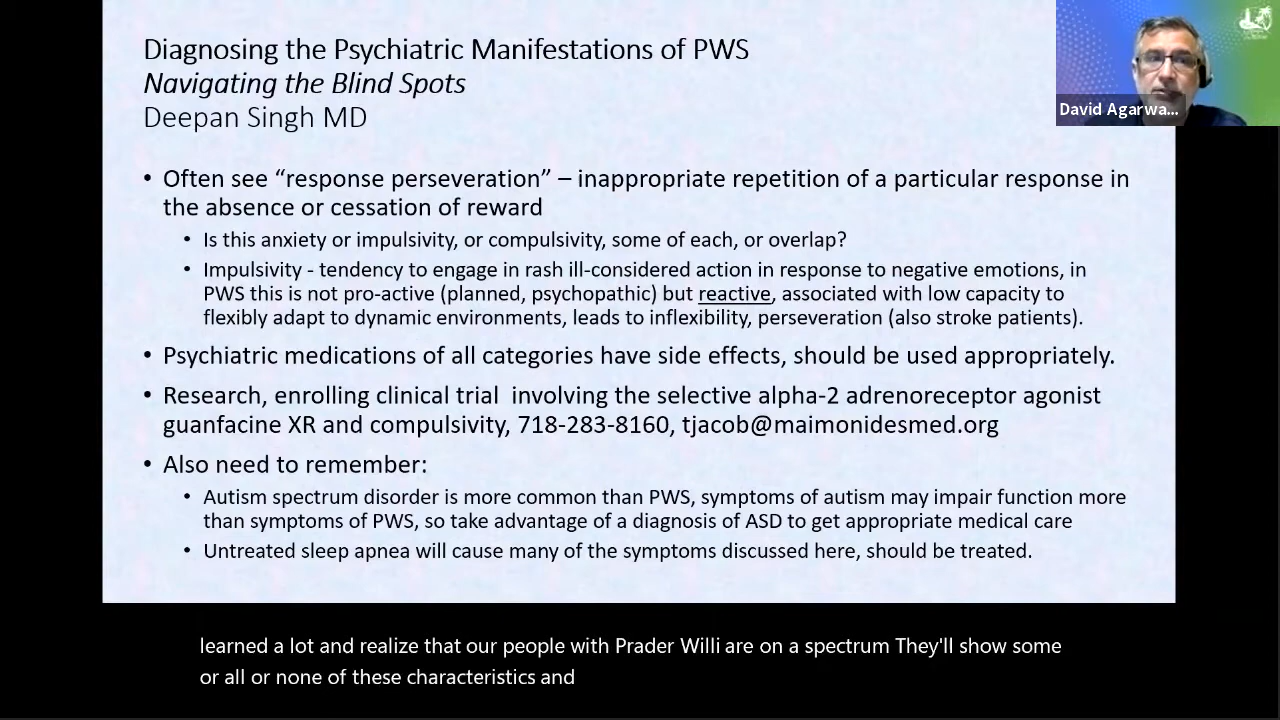 Diagnosing the Psychiatric Manifestations of PWS
Navigating the Blind Spots
Deepan Singh MD
David Agarwa...
• Often see “response perseveration” – inappropriate repetition of a particular response in
the absence or cessation of reward
• Is this anxiety or impulsivity, or compulsivity, some of each, or overlap?
• Impulsivity - tendency to engage in rash ill-considered action in response to negative emotions, in
PWS this is not pro-active (planned, psychopathic) but reactive, associated with low capacity to
flexibly adapt to dynamic environments, leads to inflexibility, perseveration (also stroke patients).
• Psychiatric medications of all categories have side effects, should be used appropriately.
• Research, enrolling clinical trial  involving the selective alpha-2 adrenoreceptor agonist
guanfacine XR and compulsivity, 718-283-8160, tjacob@maimonidesmed.org
• Also need to remember:
• Autism spectrum disorder is more common than PWS, symptoms of autism may impair function more
than symptoms of PWS, so take advantage of a diagnosis of ASD to get appropriate medical care
• Untreated sleep apnea will cause many of the symptoms discussed here, should be treated.
learned a lot and realize that our people with Prader Willi are on a spectrum They'll show some
or all or none of these characteristics and